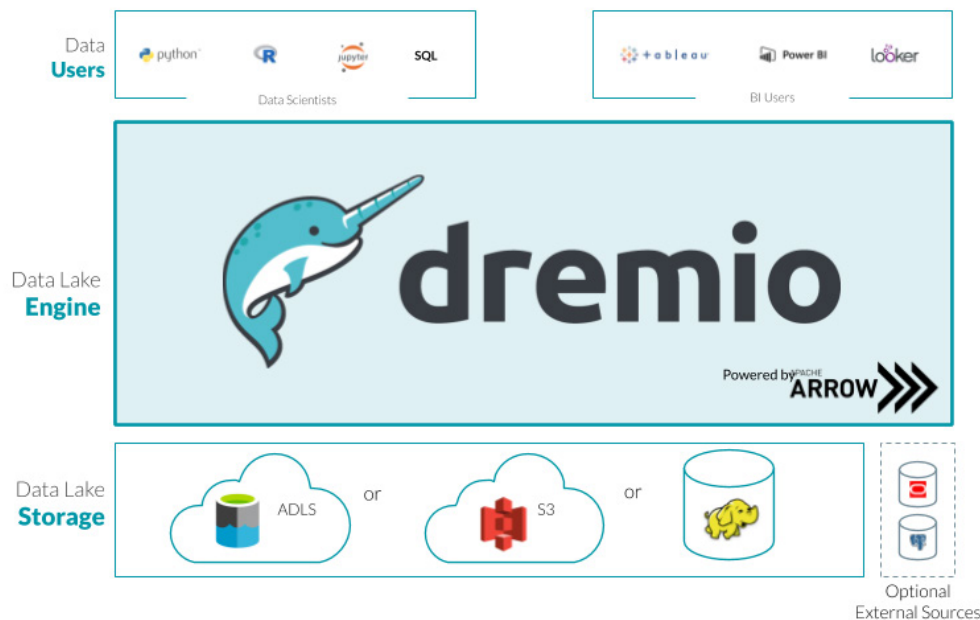 Data
Users
python
R
jupyter
SQL
Data Scientists
+ableau
Power BI
looker
BI Users
Data Lake
Engine
dremio
Powered by
APACHE
ARROW
Data Lake
Storage
ADLS
or
S3
or
Optional
External Sources